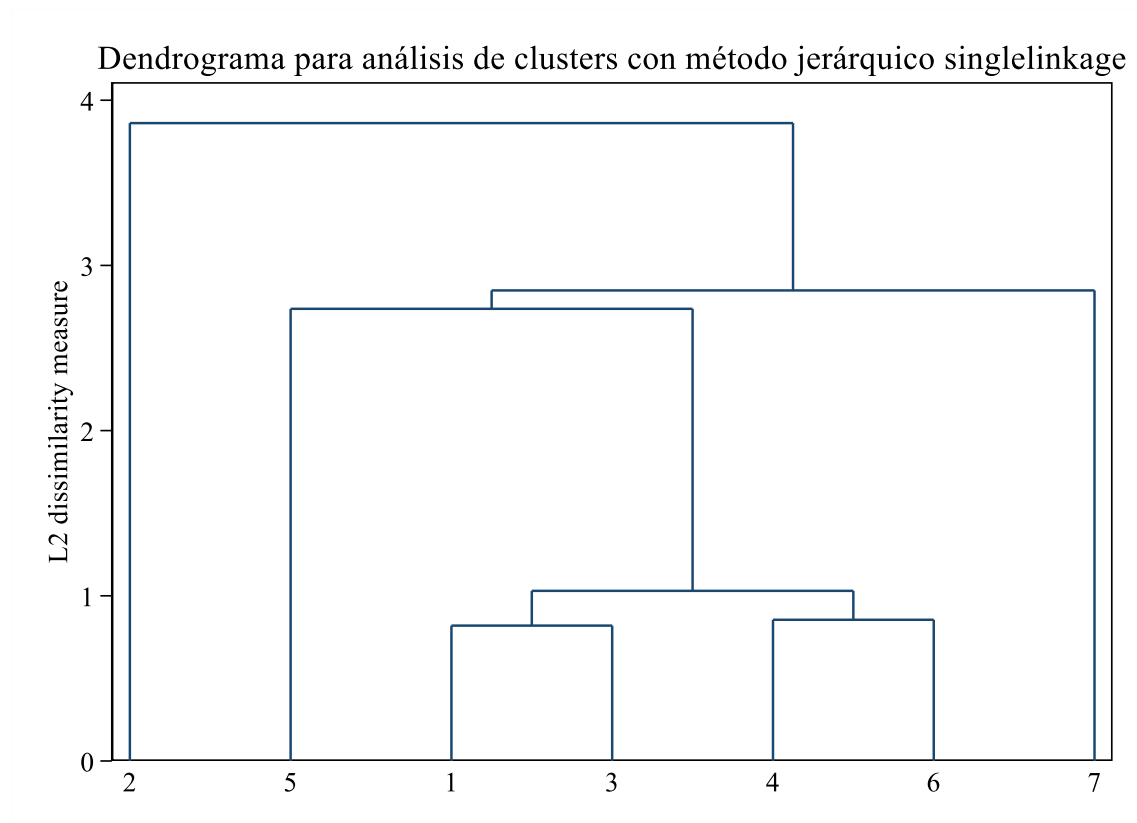 Dendrograma para análisis de clusters con método jerárquico singlelinkage
L2 dissimilarity measure
4
3
2
1
0
2 5 1 3 4 6 7